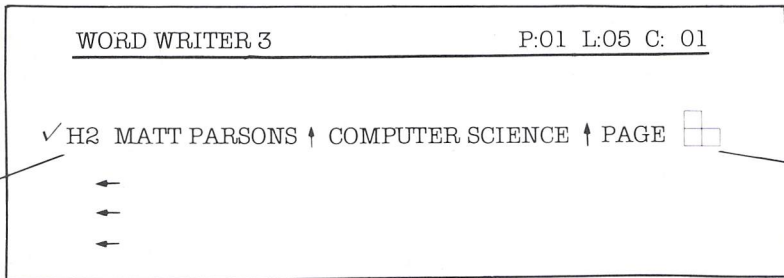 WORD WRITER 3 P:01 L:05 C: 01
✓ H2 MATT PARSONS ↑ COMPUTER SCIENCE ↑ PAGE
←
←
←